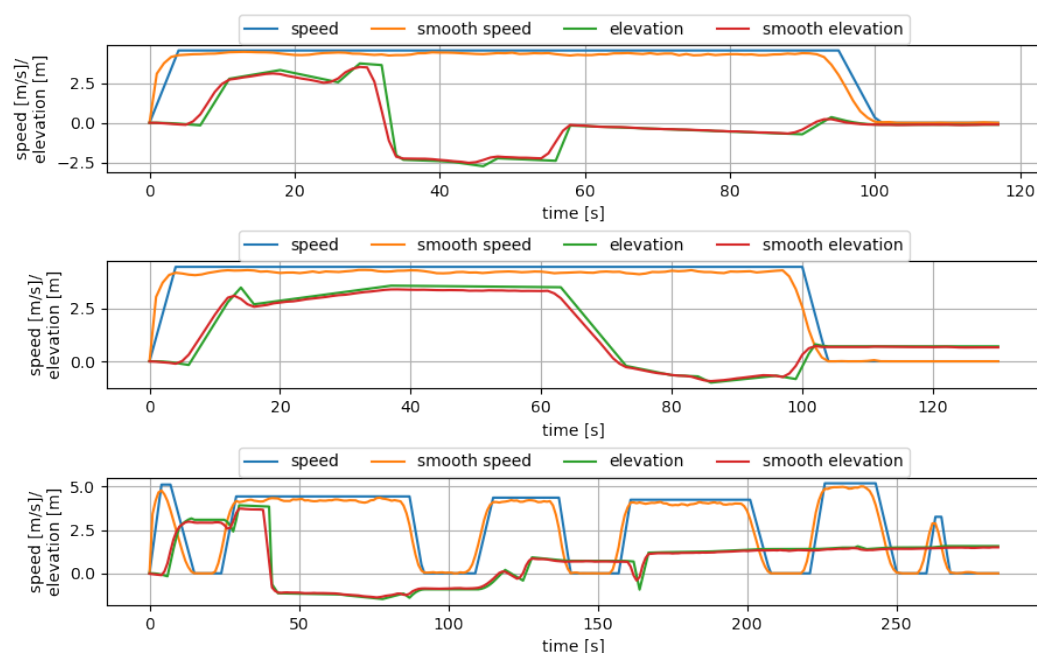 speed smooth speed elevation smooth elevation
speed [m/s]/
elevation [m]
2.5
0.0
−2.5
0 20 40 60 80 100 120
time [s]
speed smooth speed elevation smooth elevation
speed [m/s]/
elevation [m]
2.5
0.0
0 20 40 60 80 100 120
time [s]
speed smooth speed elevation smooth elevation
speed [m/s]/
elevation [m]
5.0
2.5
0.0
0 50 100 150 200 250
time [s]